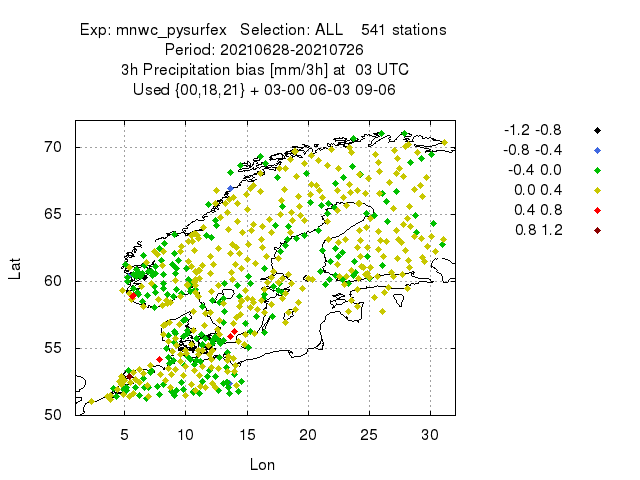 Exp: mnwc_pysurfex   Selection: ALL    541 stations
Period: 20210628-20210726
3h Precipitation bias [mm/3h] at  03 UTC
Used {00,18,21} + 03-00 06-03 09-06
-1.2 -0.8
-0.8 -0.4
-0.4 0.0
0.0 0.4
0.4 0.8
0.8 1.2
70
65
60
55
50
Lat
5 10 15 20 25 30
Lon